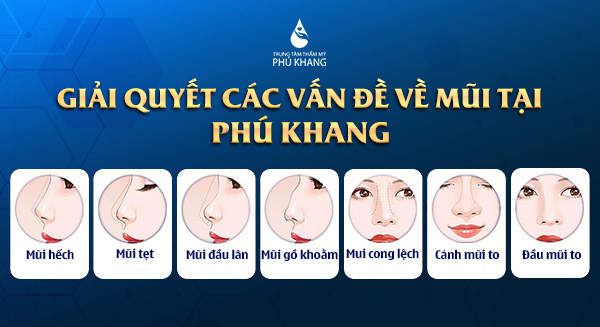 TRUNG TÂM THẨM MỸ
PHÚ KHANG
GIẢI QUYẾT CÁC VẤN ĐỀ VỀ MŨI TẠI
PHÚ KHANG
Mũi hếch
Mũi tẹt
Mũi đầu lân
Mũi gồ khoằm
Mui cong lệch
Cánh mũi to
Đầu mũi to